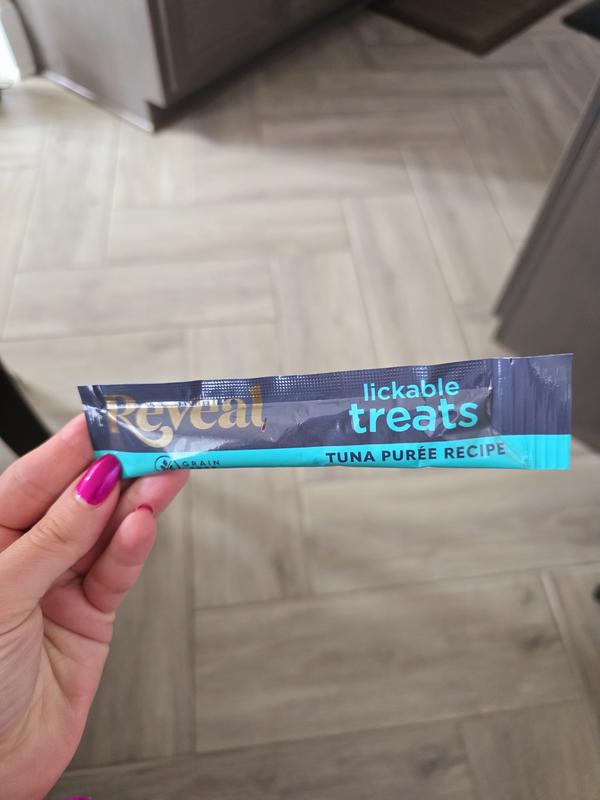 Reveal
lickable
treats
GRAIN
TUNA PURÉE RECIPE